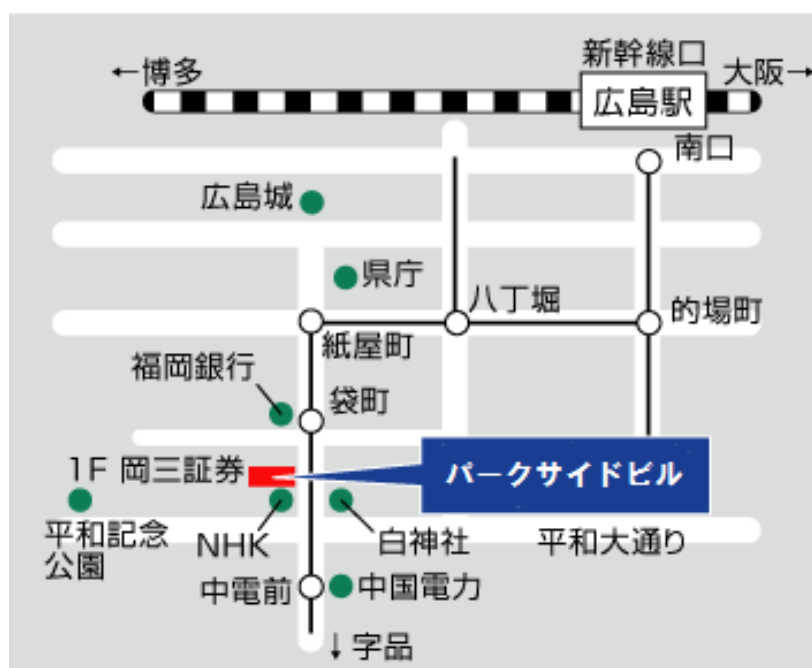 新幹線口
←博多
大阪→
広島駅
南口
広島城
県庁
八丁堀
的場町
紙屋町
福岡銀行
袋町
1F 岡三証券
パークサイドビル
平和記念
公園
NHK
白神社
平和大通り
中電前
中国電力
↓字品